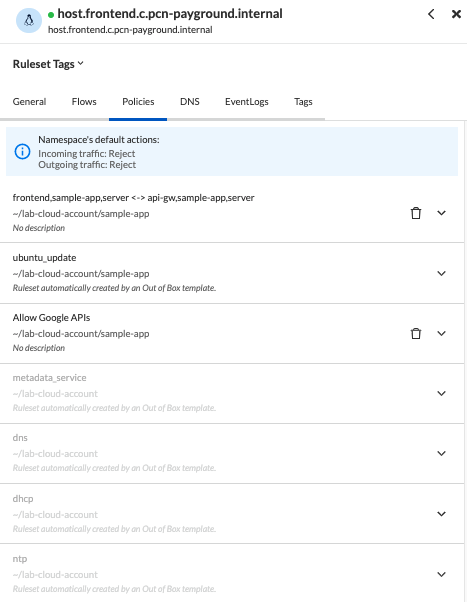 host.frontend.c.pcn-payground.internal
host.frontend.c.pcn-payground.internal
Ruleset Tags
General Flows Policies DNS EventLogs Tags
Namespace's default actions:
Incoming traffic: Reject
Outgoing traffic: Reject
frontend,sample-app,server <-> api-gw,sample-app,server
~/lab-cloud-account/sample-app
No description
ubuntu_update
~/lab-cloud-account/sample-app
Ruleset automatically created by an Out of Box template.
Allow Google APIs
~/lab-cloud-account/sample-app
No description
metadata_service
~/lab-cloud-account
Ruleset automatically created by an Out of Box template.
dns
~/lab-cloud-account
Ruleset automatically created by an Out of Box template.
dhcp
~/lab-cloud-account
Ruleset automatically created by an Out of Box template.
ntp
~/lab-cloud-account
Ruleset automatically created by an Out of Box template.